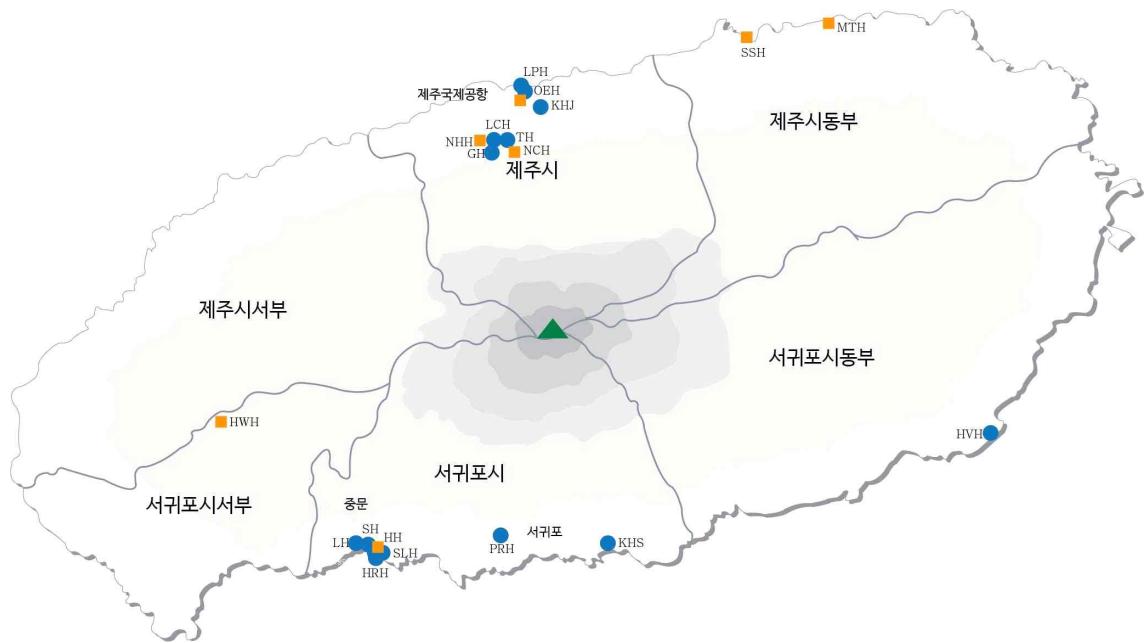 MTH
SSH
LPH
제주국제공항
OEH
KHJ
제주시동부
LCH
TH
NHH
NCH
GH
제주시
제주시서부
서귀포시동부
HWH
HVH
서귀포시
서귀포시서부
중문
SH
서귀포
HH
LH
KHS
PRH
SLH
HRH